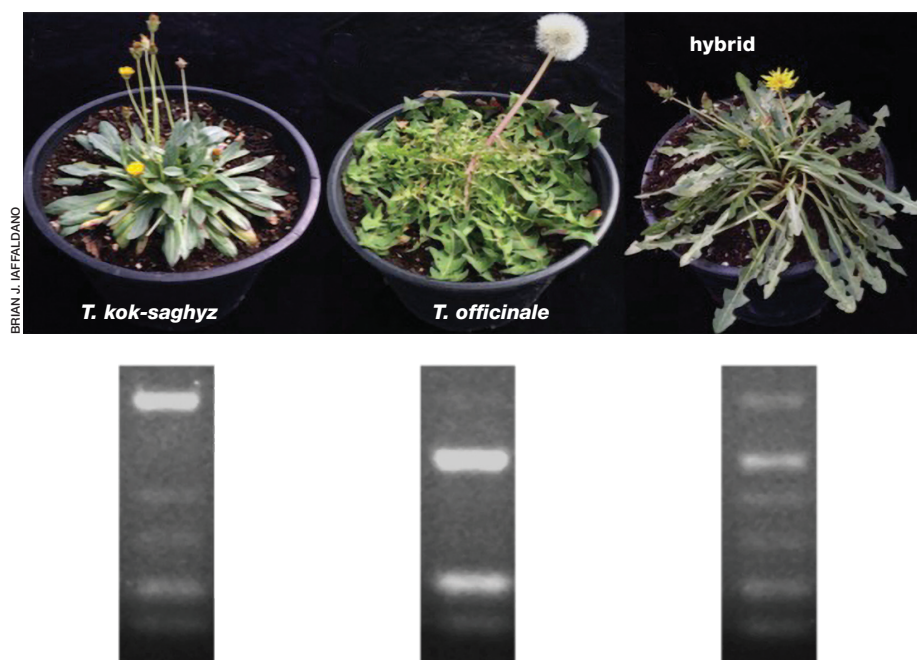 hybrid
BRIAN J. IAFFALDANO
T. kok-saghyz
T. officinale